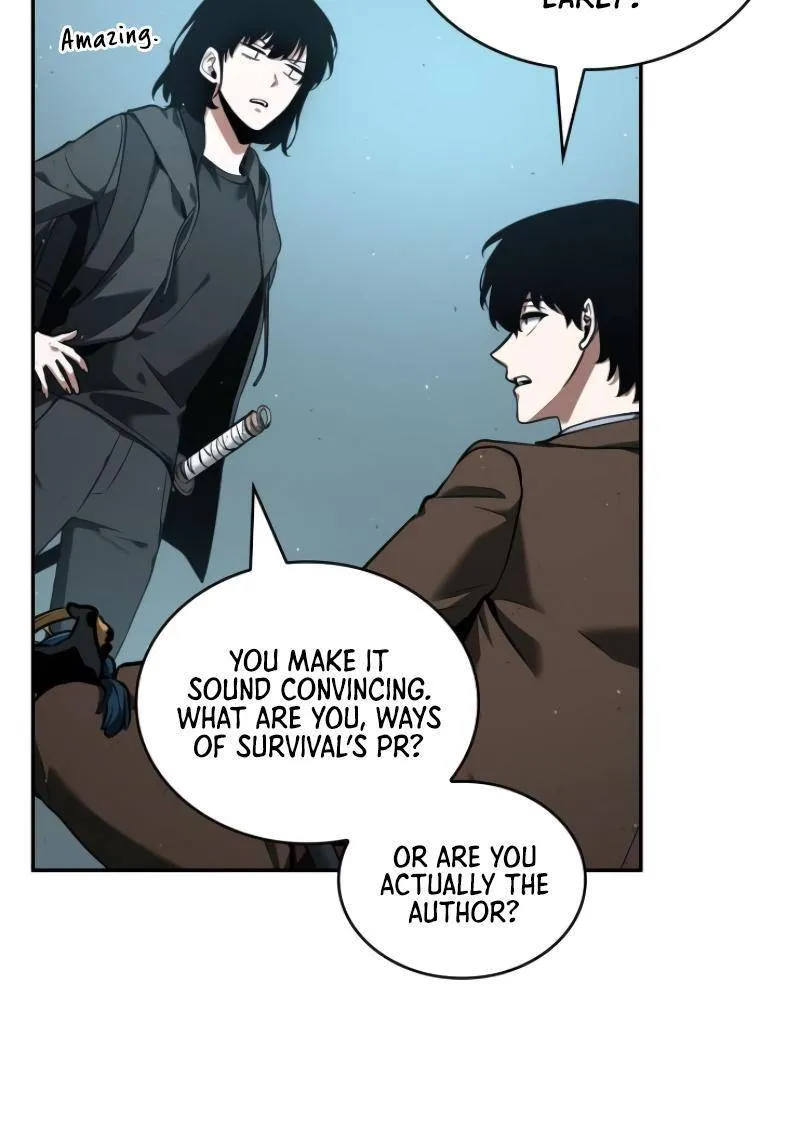 EARLY?
Amazing.
YOU MAKE IT
SOUND CONVINCING.
WHAT ARE YOU, WAYS
OF SURVIVAL'S PR?
OR ARE YOU
ACTUALLY THE
AUTHOR?